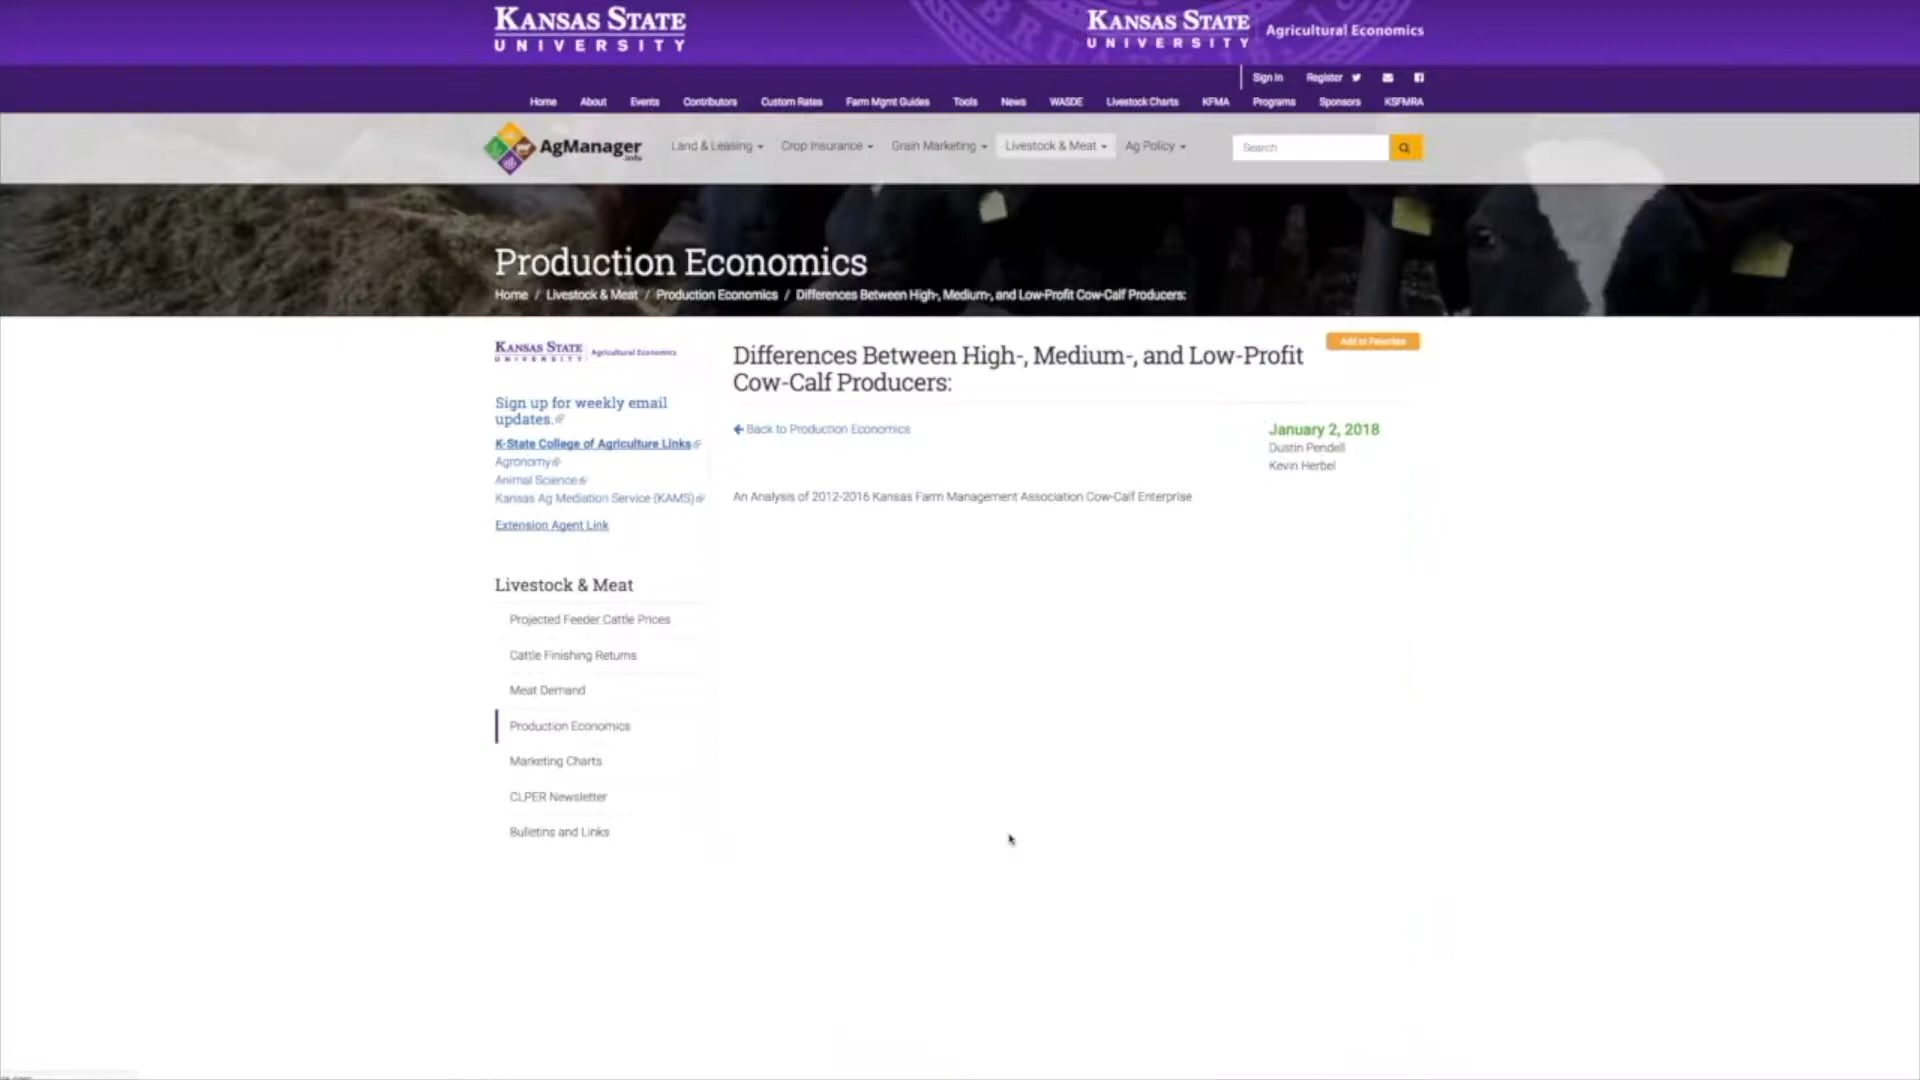 KANSAS STATE
UNIVERSITY
KANSAS STATE
UNIVERSITY
Agricultural Economics
Sign In Register
Home About Events Contributors Custom Rates Farm Mgmt Guides Tools News WASDE Livestock Charts KFMA Programs Sponsors KSFMRA
AgManager
.info
Land & Leasing Crop Insurance Grain Marketing Livestock & Meat Ag Policy
Search
Production Economics
Home / Livestock & Meat / Production Economics / Differences Between High-, Medium-, and Low-Profit Cow-Calf Producers:
KANSAS STATE
UNIVERSITY
Agricultural Economics
Sign up for weekly email
updates.
K-State College of Agriculture Links
Agronomy
Animal Science
Kansas Ag Mediation Service (KAMS)
Extension Agent Link
Livestock & Meat
Projected Feeder Cattle Prices
Cattle Finishing Returns
Meat Demand
Production Economics
Marketing Charts
CLPER Newsletter
Bulletins and Links
Differences Between High-, Medium-, and Low-Profit
Cow-Calf Producers:
Add to Favorites
Back to Production Economics
January 2, 2018
Dustin Pendell
Kevin Herbel
An Analysis of 2012-2016 Kansas Farm Management Association Cow-Calf Enterprise